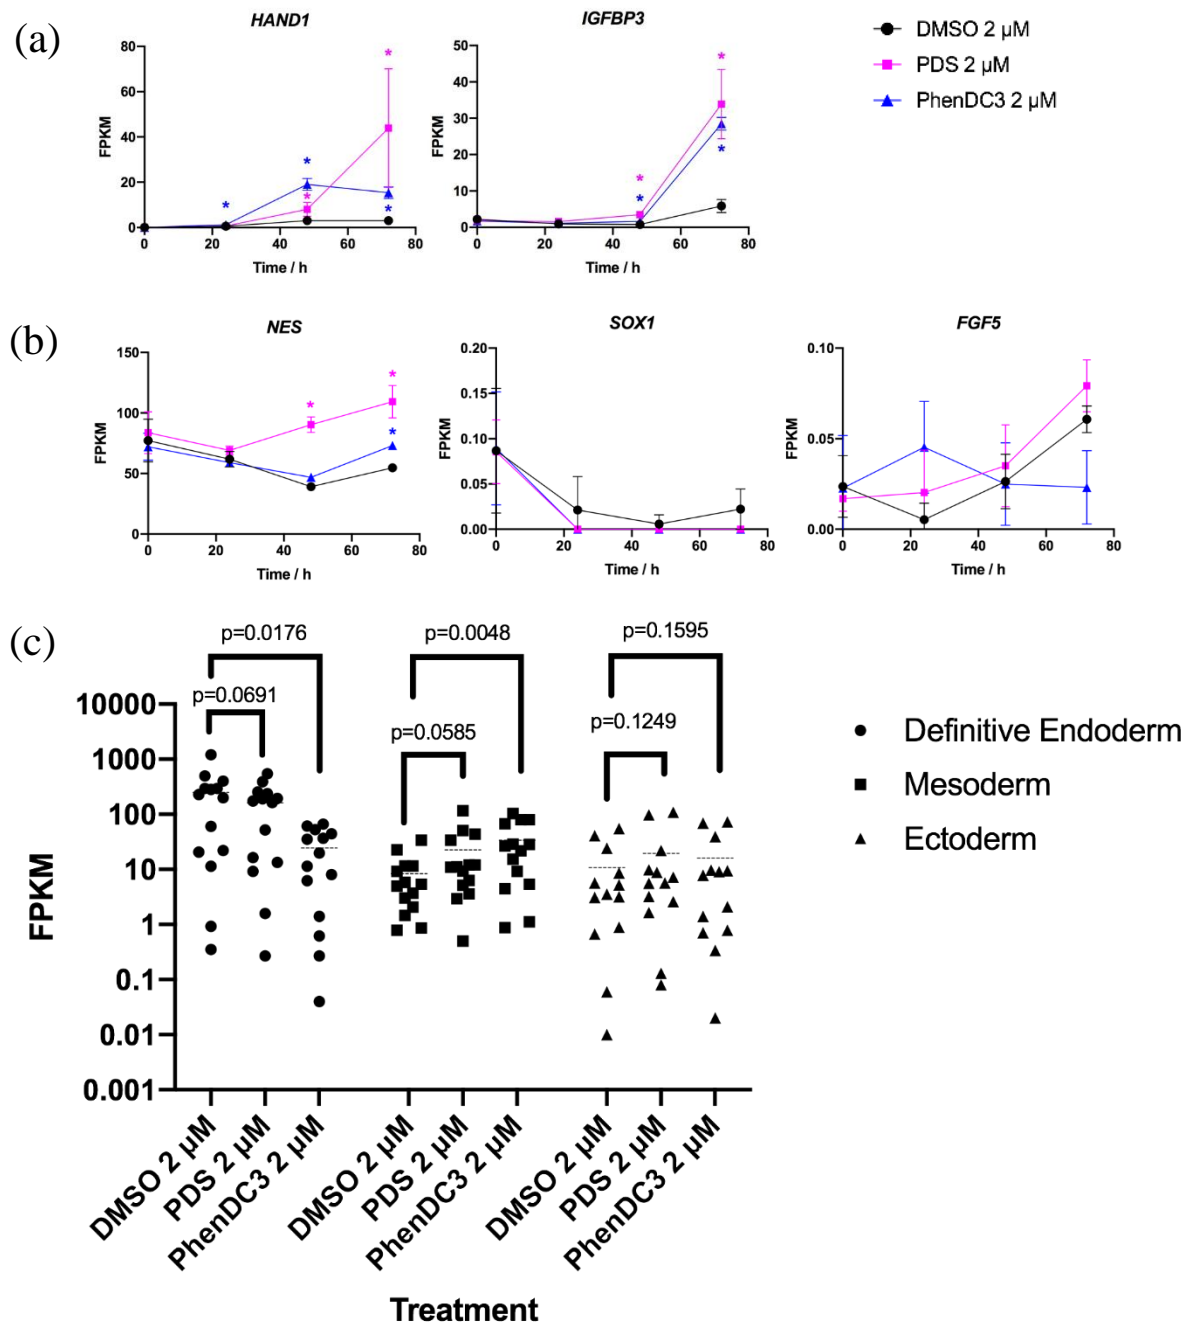 (a)
HAND1
IGFBP3
DMSO 2 μM
PDS 2 μM
PhenDC3 2 μM
80
60
40
20
0
FPKM
0 20 40 60 80
Time / h
*
*
*
*
*
50
40
30
20
10
0
FPKM
0 20 40 60 80
Time / h
*
*
*
*
(b)
NES
SOX1
FGF5
150
100
50
0
FPKM
0 20 40 60 80
Time / h
*
*
*
0.20
0.15
0.10
0.05
0.00
FPKM
0 20 40 60 80
Time / h
0.10
0.05
0.00
FPKM
0 20 40 60 80
Time / h
(c)
p=0.0176
p=0.0691
p=0.0048
p=0.0585
p=0.1595
p=0.1249
10000
1000
100
10
1
0.1
0.01
0.001
FPKM
DMSO 2 μM
PDS 2 μM
PhenDC3 2 μM
DMSO 2 μM
PDS 2 μM
PhenDC3 2 μM
DMSO 2 μM
PDS 2 μM
PhenDC3 2 μM
Treatment
Definitive Endoderm
Mesoderm
Ectoderm